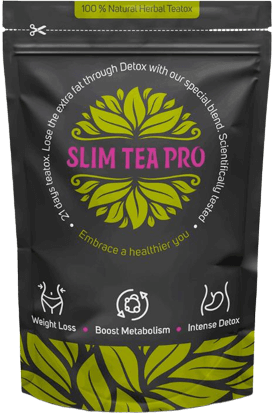 100 % Natural Herbal Teatox
• 21 days teatox. Lose the extra fat through Detox with our special blend. Scientifically tested •
SLIM TEA PRO
Embrace a healthier you
Weight Loss • Boost Metabolism • Intense Detox